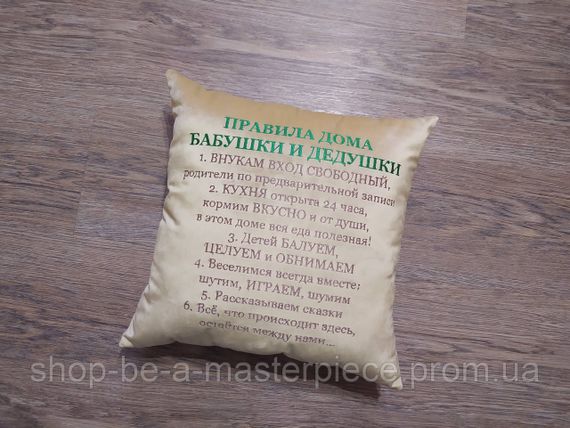 ПРАВИЛА ДОМА
БАБУШКИ И ДЕДУШКИ
1. ВНУКАМ ВХОД СВОБОДНЫЙ,
родители по предварительной записи
2. КУХНЯ открыта 24 часа,
кормим ВКУСНО и от души,
в этом доме вся еда полезная!
3. Детей БАЛУЕМ,
ЦЕЛУЕМ и ОБНИМАЕМ
4. Веселимся всегда вместе:
шутим, ИГРАЕМ, шумим
5. Рассказываем сказки
6. Всё, что происходит здесь,
остаётся между нами...
shop-be-a-masterpiece.prom.ua